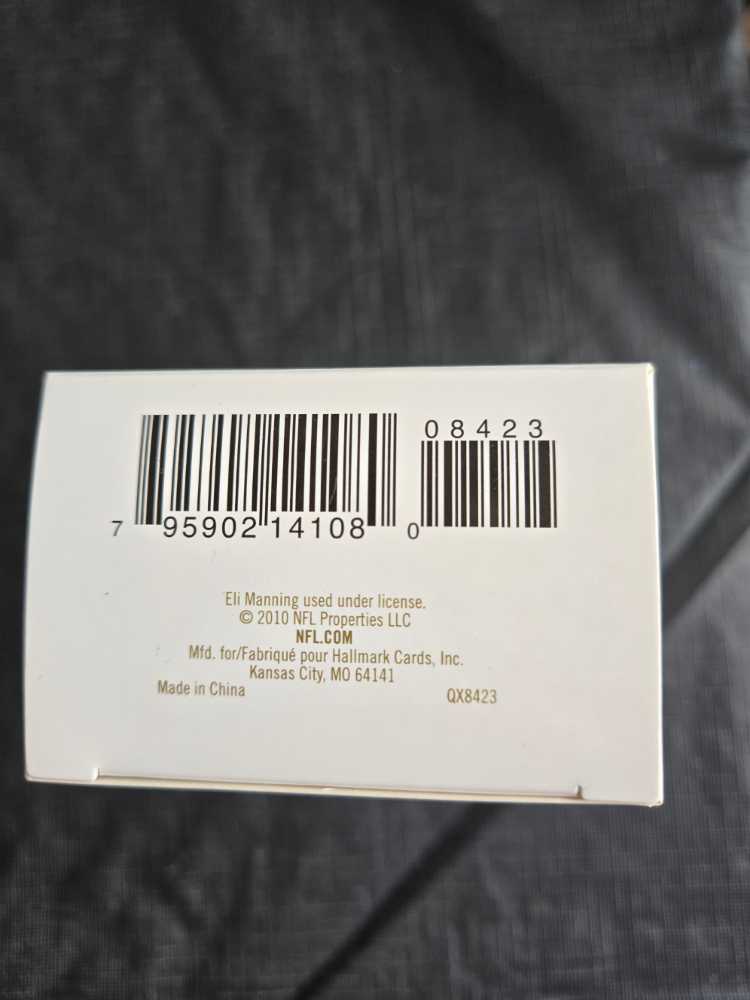 08423
7 95902 14108 0
Eli Manning used under license.
© 2010 NFL Properties LLC
NFL.COM
Mfd. for/Fabriqué pour Hallmark Cards, Inc.
Kansas City, MO 64141
Made in China QX8423